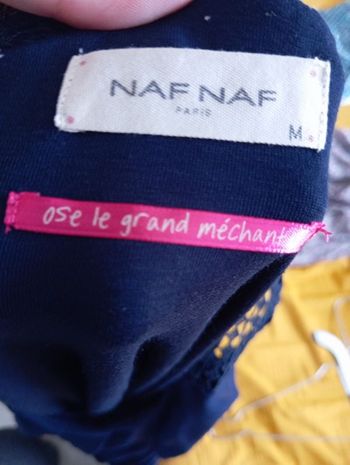 NAF NAF
PARIS
M
ose le grand méchant